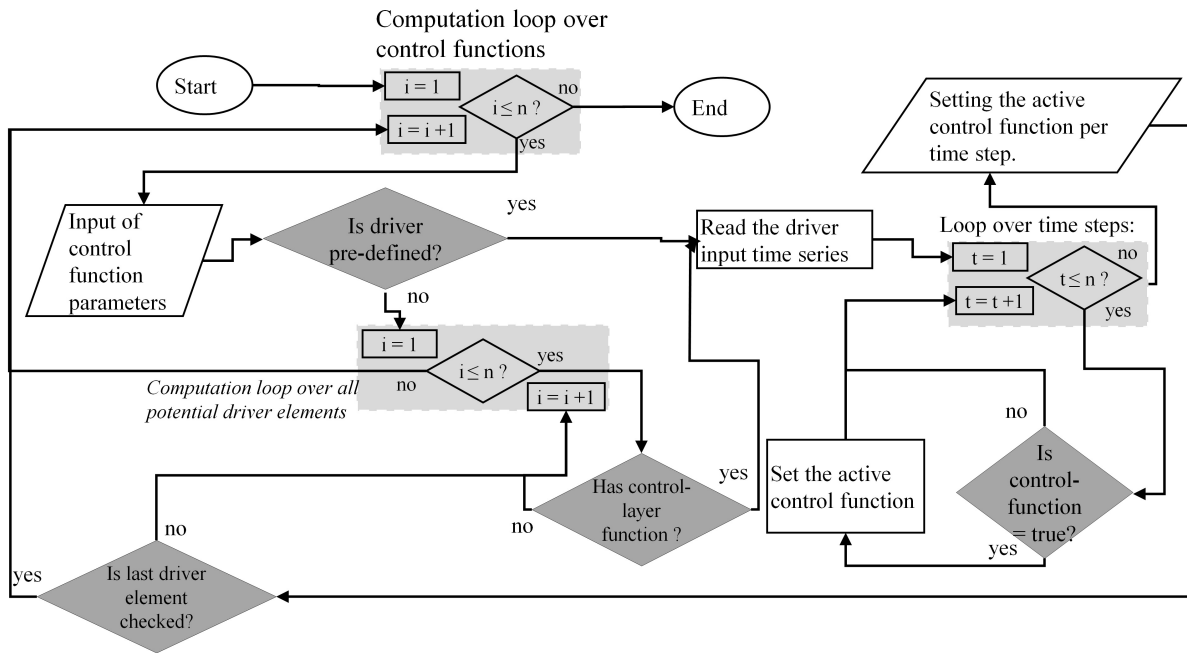 Computation loop over
control functions
Start
i = 1
i ≤ n ?
no
End
i = i +1
yes
Setting the active
control function per
time step.
Input of
control
function
parameters
Is driver
pre-defined?
yes
no
Read the driver
input time series
Loop over time steps:
t = 1
t ≤ n ?
no
t = t +1
yes
i = 1
i ≤ n ?
yes
no
i = i +1
Computation loop over all
potential driver elements
Has control-
layer
function ?
yes
no
Set the active
control function
no
Is
control-
function
= true?
yes
no
Is last driver
element
checked?
yes